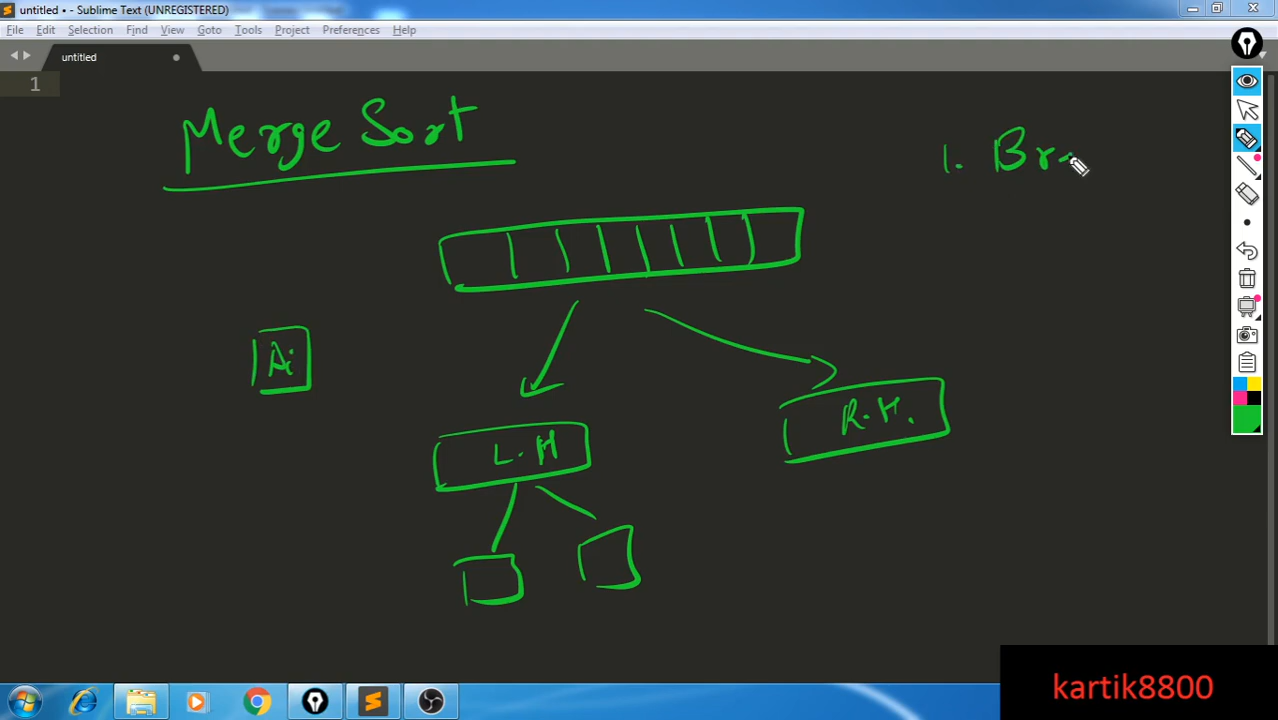 untitled • - Sublime Text (UNREGISTERED)
File Edit Selection Find View Goto Tools Project Preferences Help
untitled
1
Merge Sort
1. Br
Ai
L.H
R.H.
kartik8800